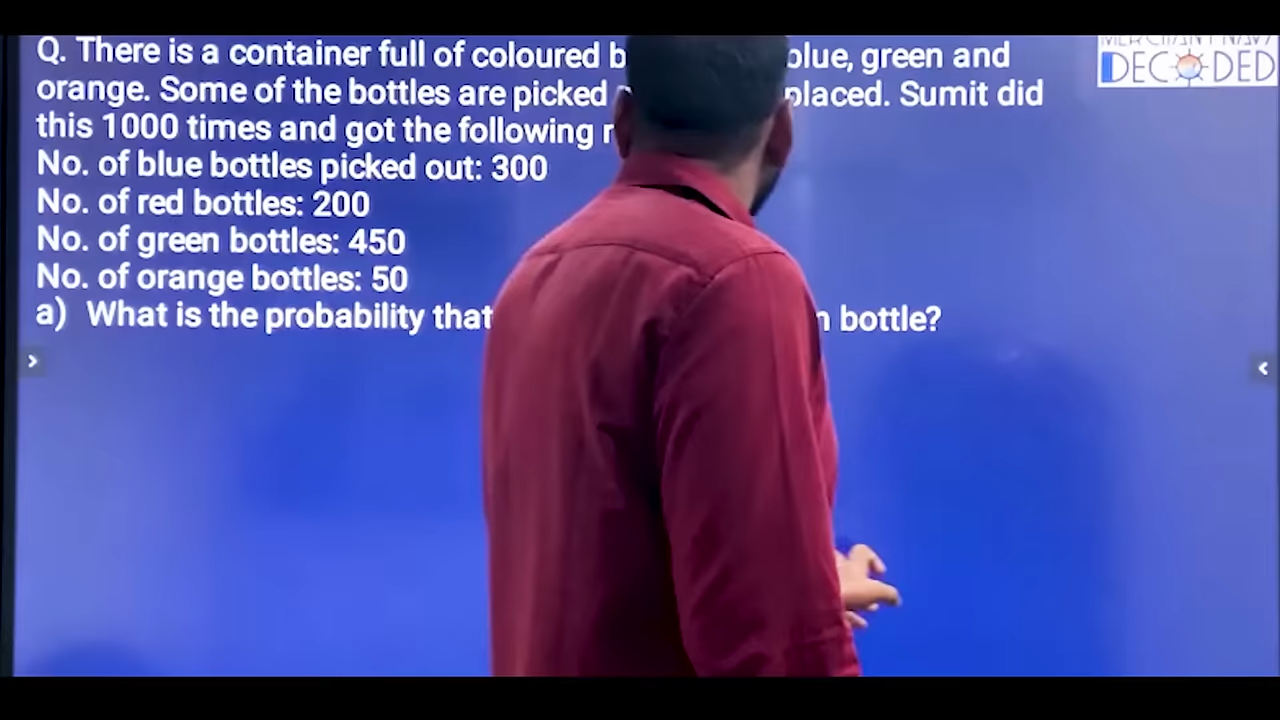 Q. There is a container full of coloured blue, green and
orange. Some of the bottles are picked placed. Sumit did
this 1000 times and got the following
No. of blue bottles picked out: 300
No. of red bottles: 200
No. of green bottles: 450
No. of orange bottles: 50
a) What is the probability that bottle?
MERCHANT NAVY
DECODED